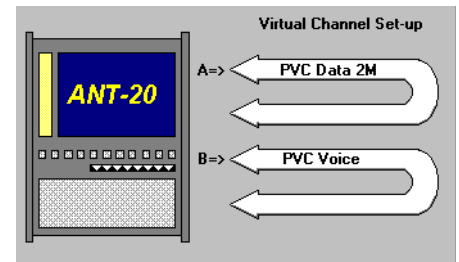 Virtual Channel Set-up
ANT-20
A=> PVC Data 2M
B=> PVC Voice